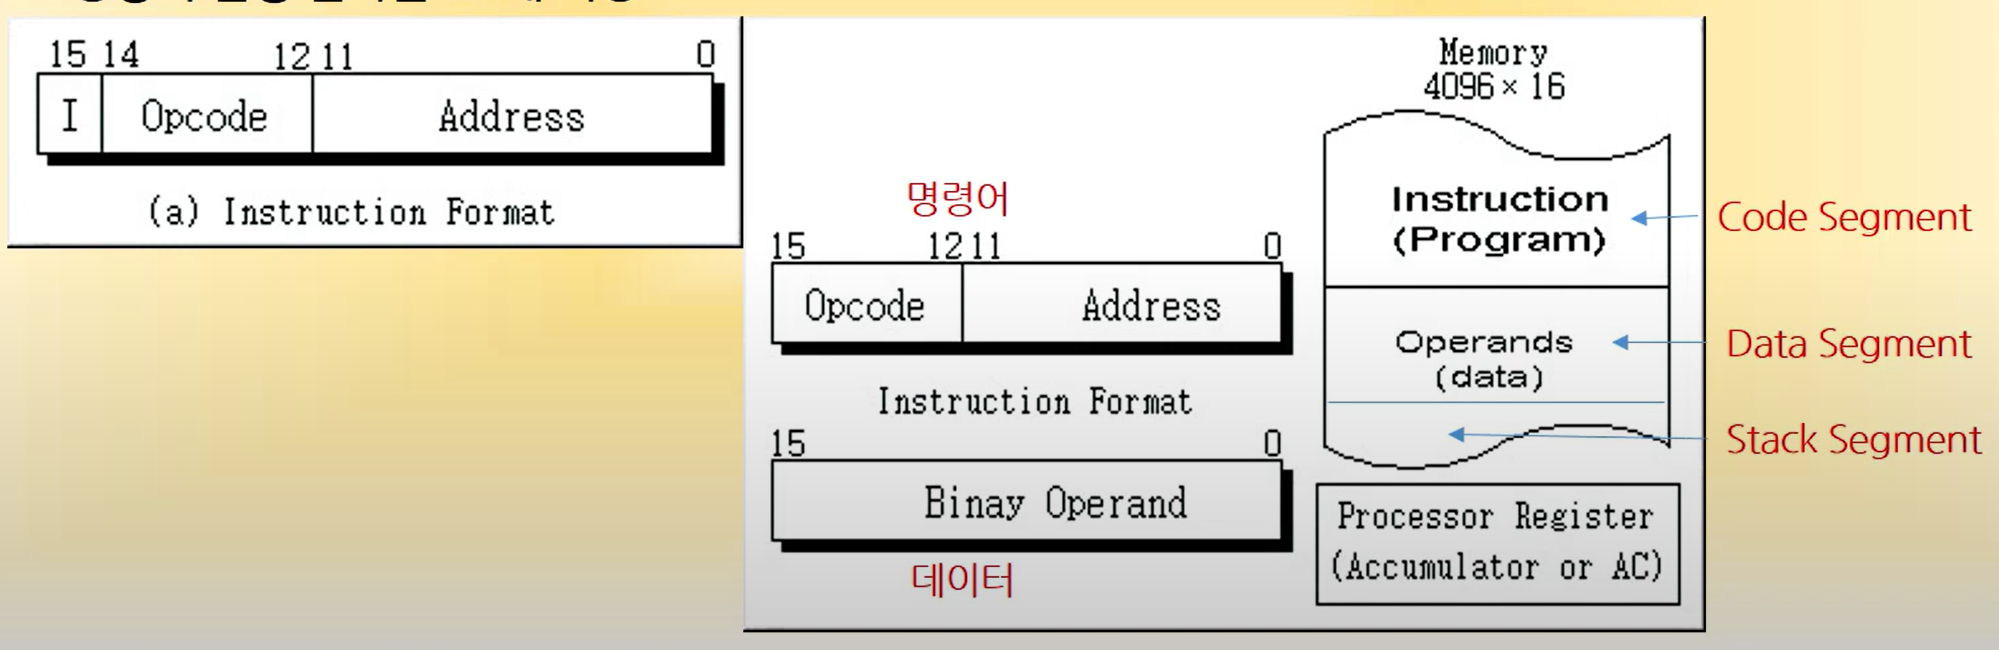 15 14 12 11 0
I Opcode Address
(a) Instruction Format
명령어
15 12 11 0
Opcode Address
Instruction Format
15 0
Binay Operand
데이터
Memory
4096 × 16
Instruction
(Program)
Operands
(data)
Processor Register
(Accumulator or AC)
Code Segment
Data Segment
Stack Segment